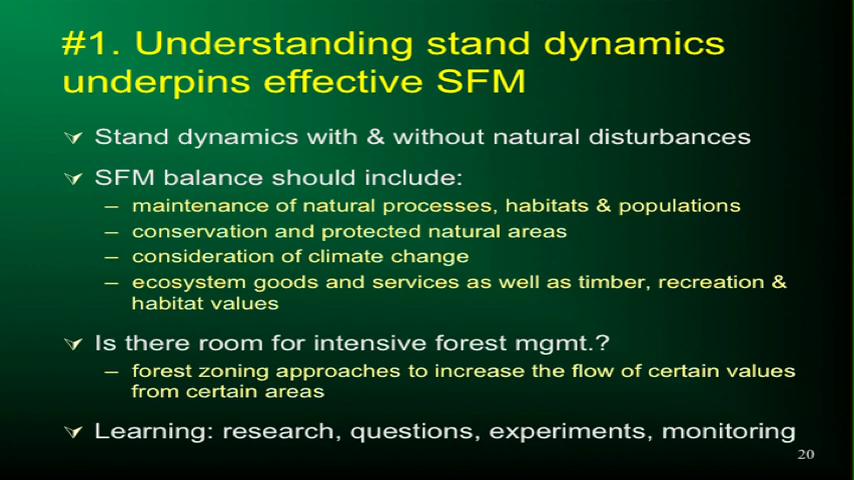 #1. Understanding stand dynamics
underpins effective SFM
Stand dynamics with & without natural disturbances
SFM balance should include:
– maintenance of natural processes, habitats & populations
– conservation and protected natural areas
– consideration of climate change
– ecosystem goods and services as well as timber, recreation &
habitat values
Is there room for intensive forest mgmt.?
– forest zoning approaches to increase the flow of certain values
from certain areas
Learning: research, questions, experiments, monitoring
20